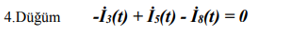 4.Düğüm -İ₃(t) + İ₅(t) - İ₈(t) = 0